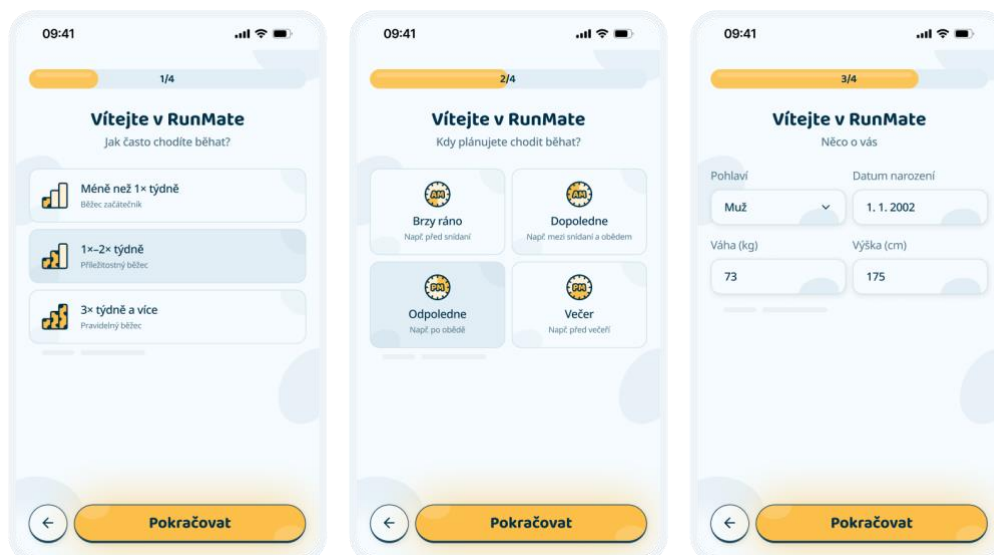 09:41
1/4
Vítejte v RunMate
Jak často chodíte běhat?
Méně než 1× týdně
Běžec začátečník
1×–2× týdně
Příležitostný běžec
3× týdně a více
Pravidelný běžec
Pokračovat
09:41
2/4
Vítejte v RunMate
Kdy plánujete chodit běhat?
AM
AM
Brzy ráno
Dopoledne
Např. před snídaní
Např. mezi snídaní a obědem
PM
PM
Odpoledne
Večer
Např. po obědě
Např. před večeří
Pokračovat
09:41
3/4
Vítejte v RunMate
Něco o vás
Pohlaví
Datum narození
Muž
1. 1. 2002
Váha (kg)
Výška (cm)
73
175
Pokračovat